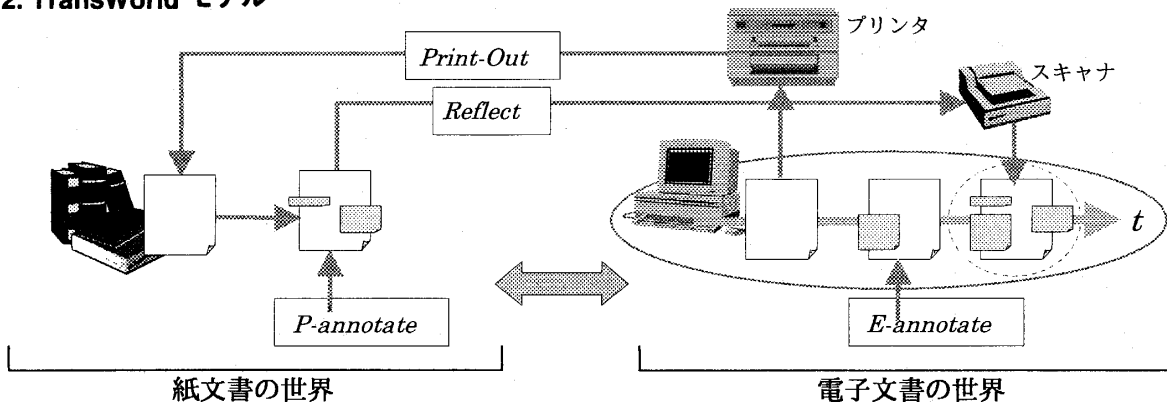 2. TransWorld モデル
プリンタ
Print-Out
スキャナ
Reflect
t
P-annotate
E-annotate
紙文書の世界
電子文書の世界